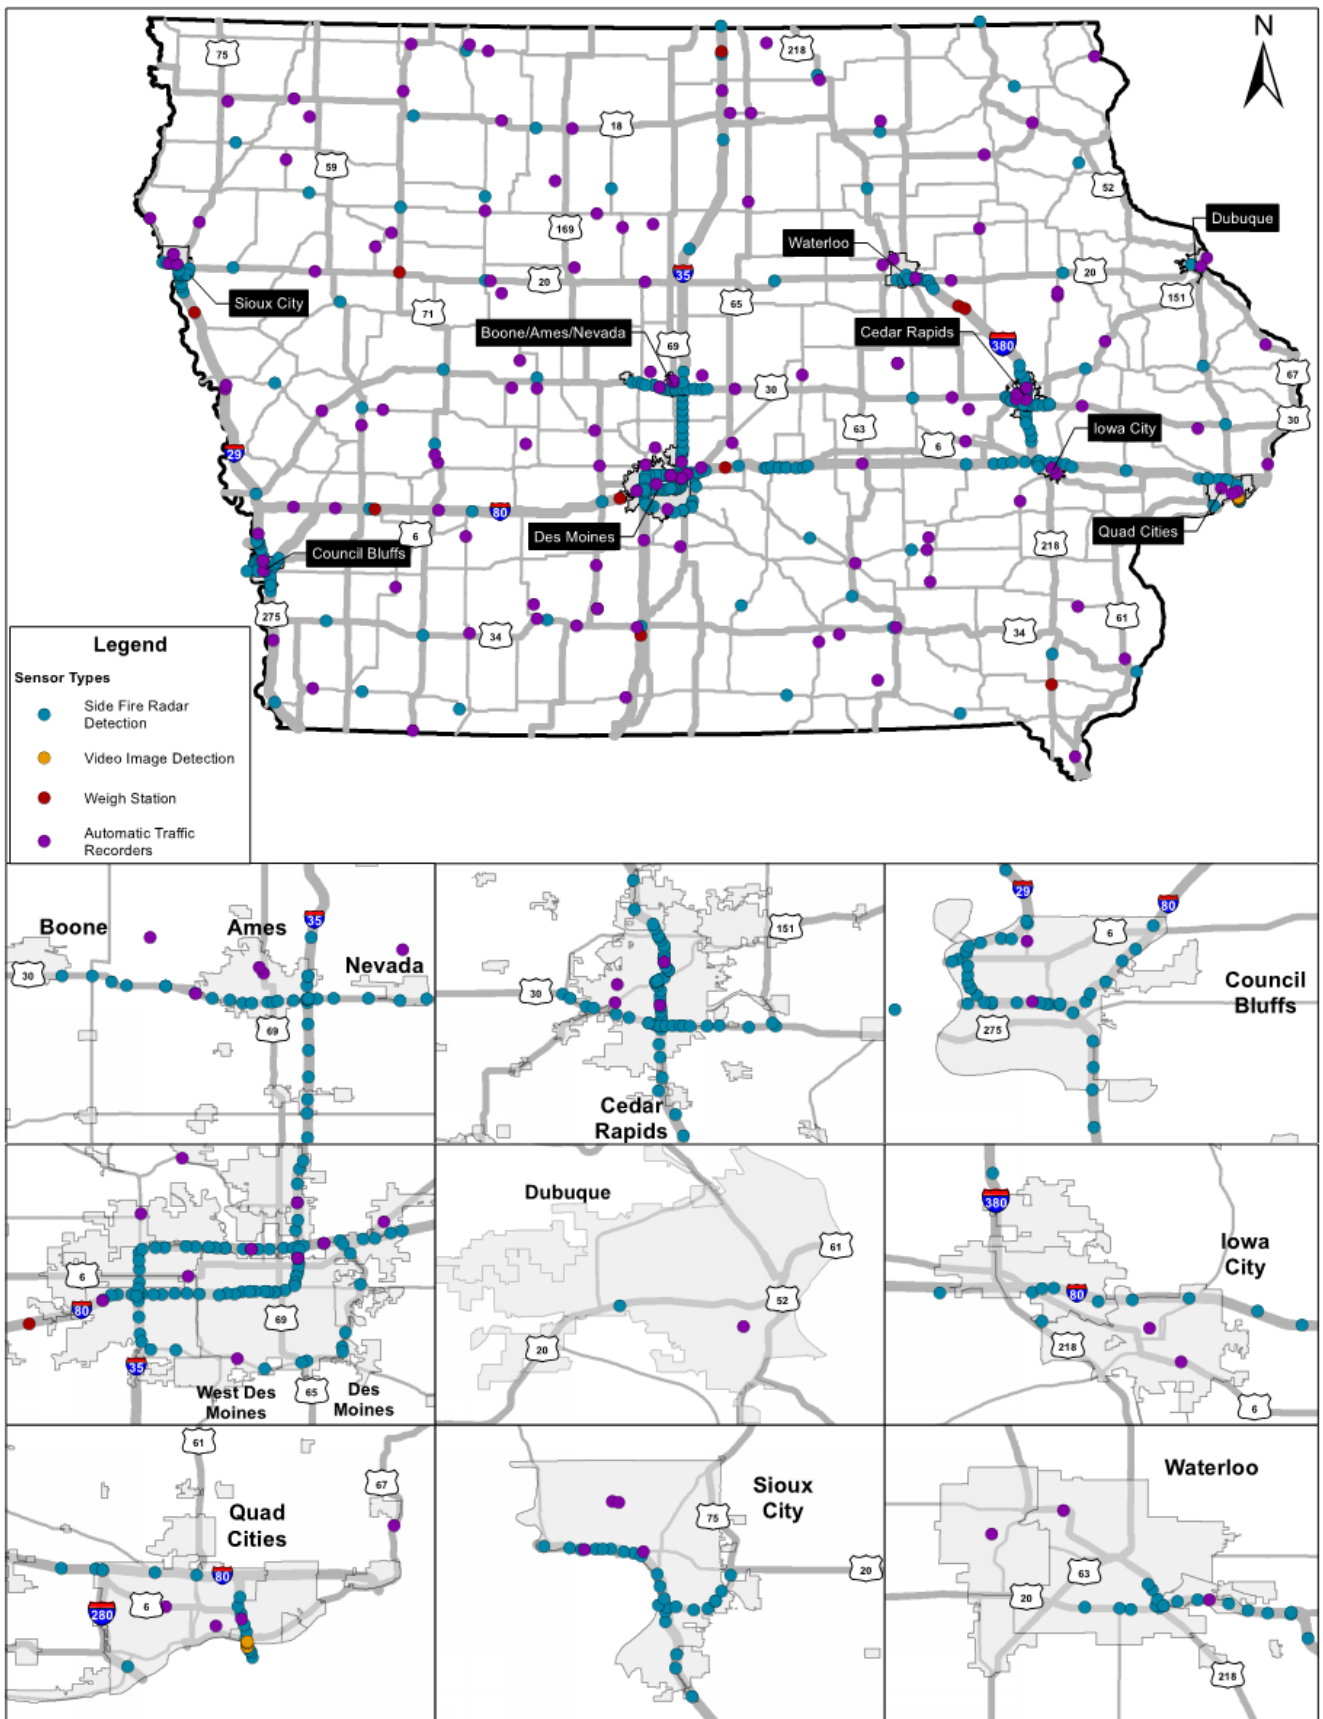 N
75
218
18
59
52
Dubuque
169
Waterloo
35
20
20
151
65
Sioux City
71
Boone/Ames/Nevada
69
Cedar Rapids
380
67
30
30
63
6
Iowa City
29
80
6
Des Moines
Quad Cities
218
Council Bluffs
275
34
34
61
Legend
Sensor Types
Side Fire Radar
Detection
Video Image Detection
Weigh Station
Automatic Traffic
Recorders
35
Boone
Ames
Nevada
30
69
151
30
Cedar
Rapids
29
80
6
Council
Bluffs
275
6
80
69
35
65
West Des
Moines
Des
Moines
Dubuque
61
52
20
380
Iowa
City
80
218
6
61
67
Quad
Cities
80
280
6
Sioux
City
75
20
Waterloo
63
20
218